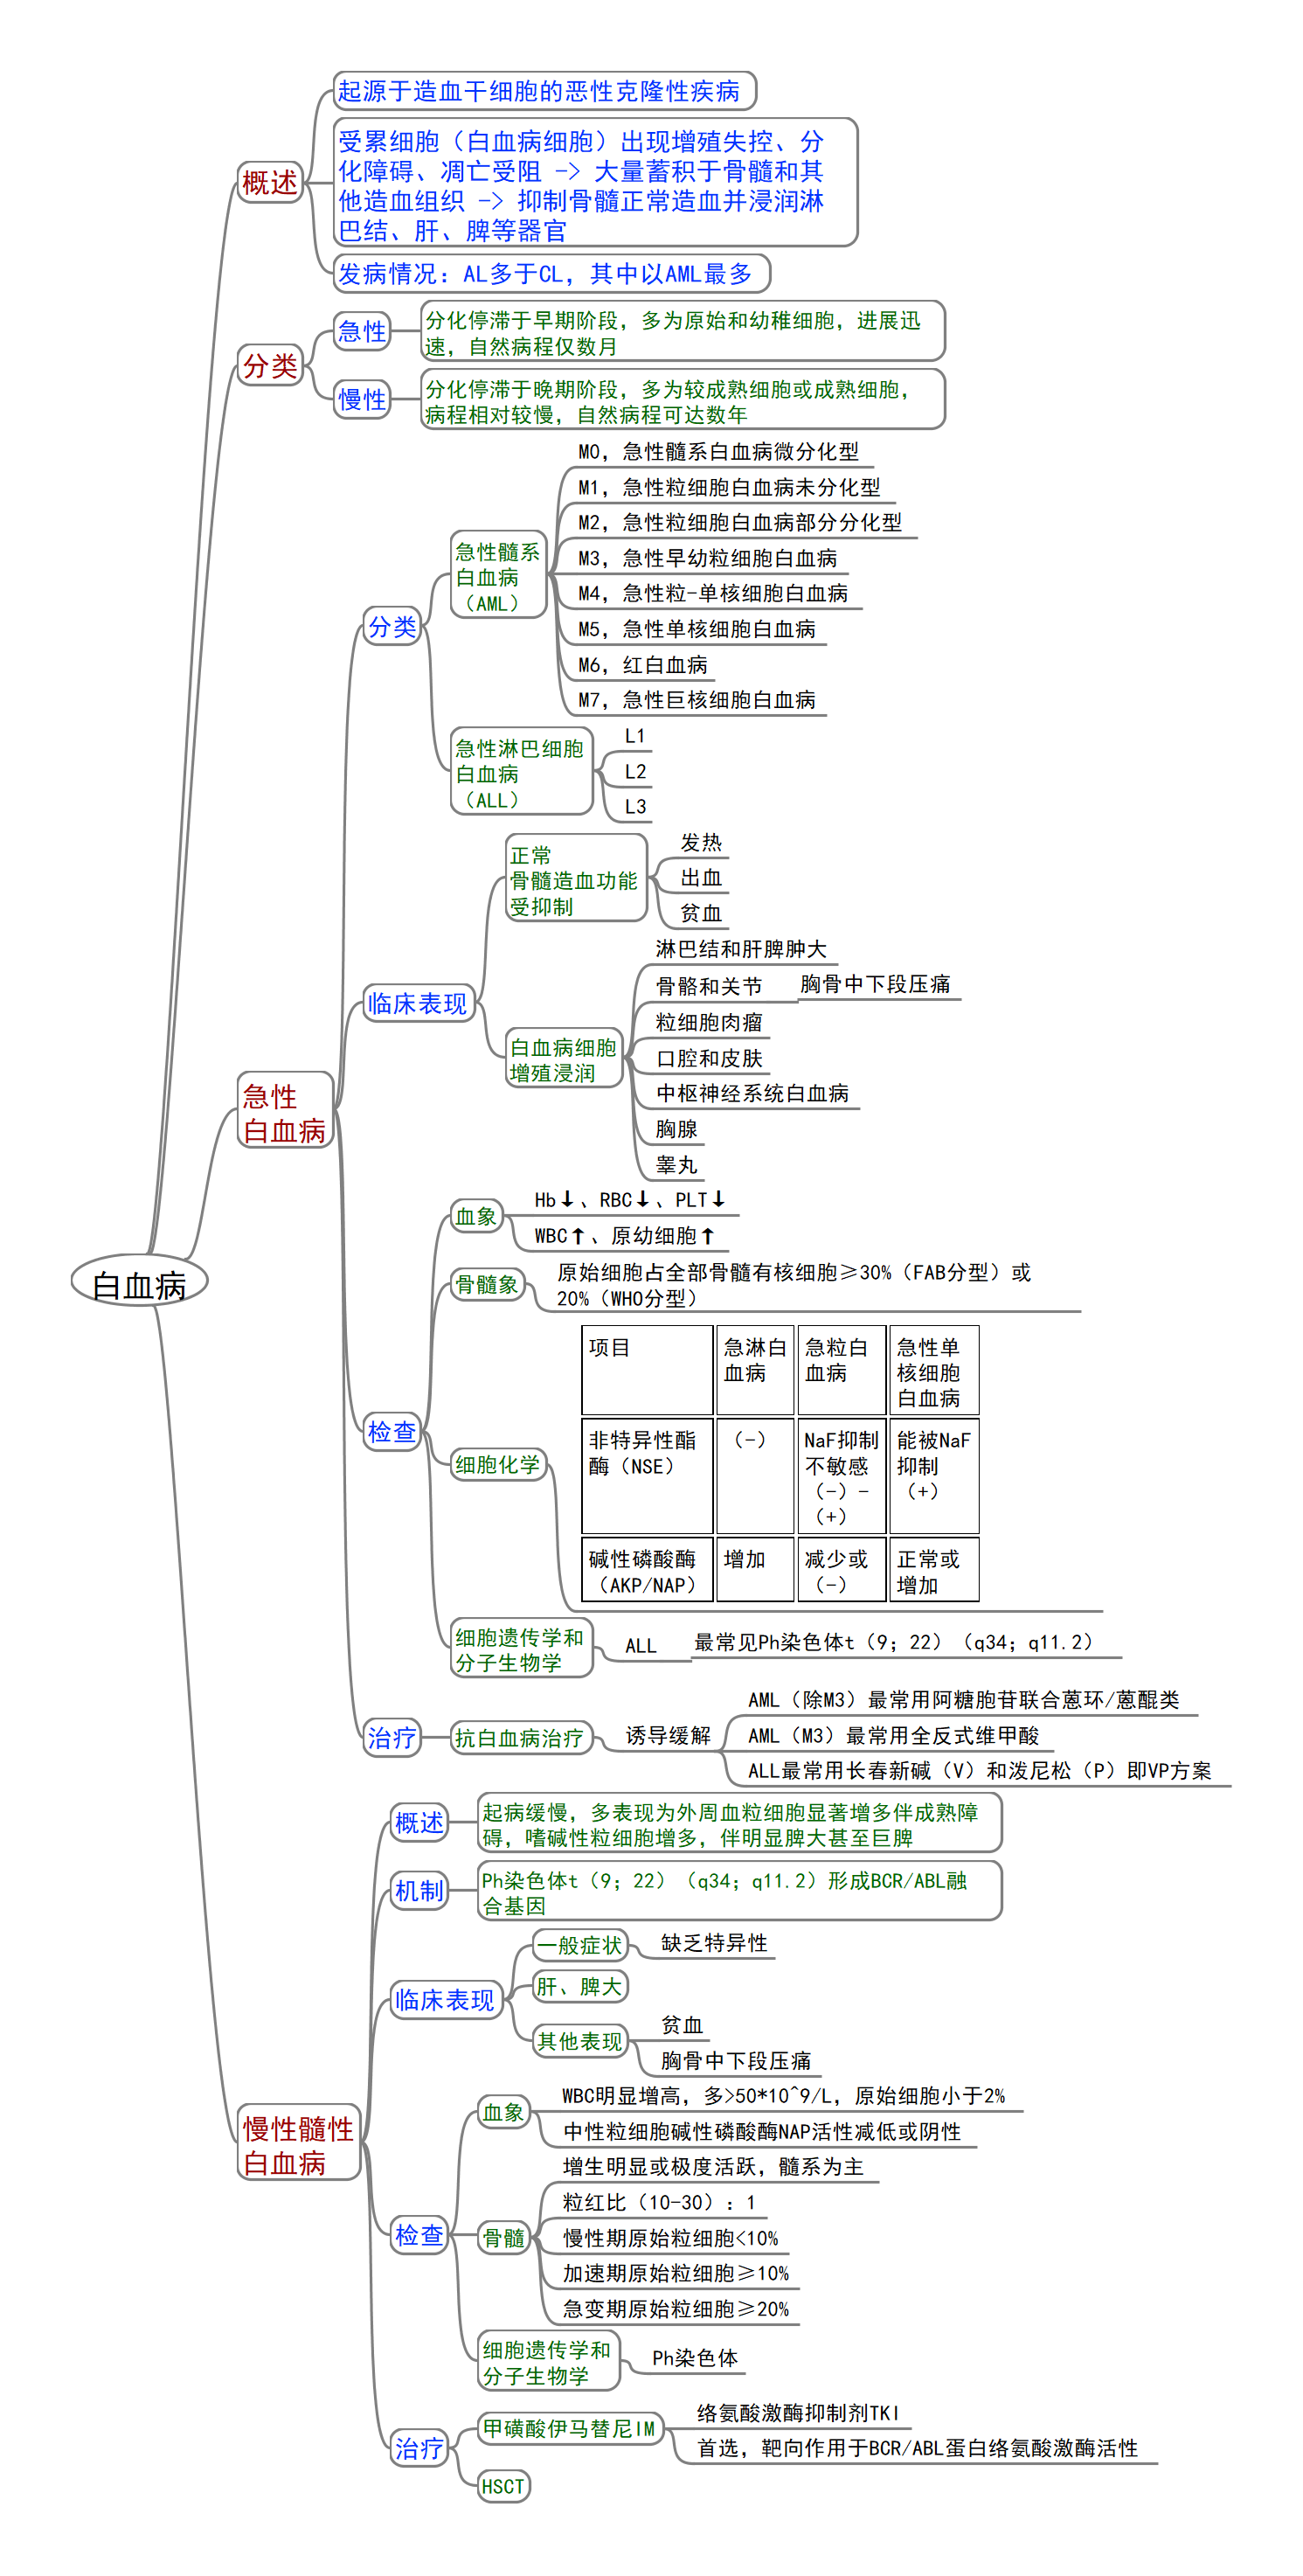 白血病
概述
起源于造血干细胞的恶性克隆性疾病
受累细胞（白血病细胞）出现增殖失控、分
化障碍、凋亡受阻 -> 大量蓄积于骨髓和其
他造血组织 -> 抑制骨髓正常造血并浸润淋
巴结、肝、脾等器官
发病情况：AL多于CL，其中以AML最多
分类
急性
分化停滞于早期阶段，多为原始和幼稚细胞，进展迅
速，自然病程仅数月
慢性
分化停滞于晚期阶段，多为较成熟细胞或成熟细胞，
病程相对较慢，自然病程可达数年
急性
白血病
分类
急性髓系
白血病
（AML）
M0，急性髓系白血病微分化型
M1，急性粒细胞白血病未分化型
M2，急性粒细胞白血病部分分化型
M3，急性早幼粒细胞白血病
M4，急性粒-单核细胞白血病
M5，急性单核细胞白血病
M6，红白血病
M7，急性巨核细胞白血病
急性淋巴细胞
白血病
（ALL）
L1
L2
L3
临床表现
正常
骨髓造血功能
受抑制
发热
出血
贫血
白血病细胞
增殖浸润
淋巴结和肝脾肿大
骨骼和关节
胸骨中下段压痛
粒细胞肉瘤
口腔和皮肤
中枢神经系统白血病
胸腺
睾丸
检查
血象
Hb↓、RBC↓、PLT↓
WBC↑、原幼细胞↑
骨髓象
原始细胞占全部骨髓有核细胞≥30%（FAB分型）或
20%（WHO分型）
细胞化学
项目
急淋白
血病
急粒白
血病
急性单
核细胞
白血病
非特异性酯
酶（NSE）
（-）
NaF抑制
不敏感
（-）-
（+）
能被NaF
抑制
（+）
碱性磷酸酶
（AKP/NAP）
增加
减少或
（-）
正常或
增加
细胞遗传学和
分子生物学
ALL
最常见Ph染色体t（9；22）（q34；q11.2）
治疗
抗白血病治疗
诱导缓解
AML（除M3）最常用阿糖胞苷联合蒽环/蒽醌类
AML（M3）最常用全反式维甲酸
ALL最常用长春新碱（V）和泼尼松（P）即VP方案
慢性髓性
白血病
概述
起病缓慢，多表现为外周血粒细胞显著增多伴成熟障
碍，嗜碱性粒细胞增多，伴明显脾大甚至巨脾
机制
Ph染色体t（9；22）（q34；q11.2）形成BCR/ABL融
合基因
临床表现
一般症状
缺乏特异性
肝、脾大
其他表现
贫血
胸骨中下段压痛
检查
血象
WBC明显增高，多>50*10^9/L，原始细胞小于2%
中性粒细胞碱性磷酸酶NAP活性减低或阴性
骨髓
增生明显或极度活跃，髓系为主
粒红比（10-30）：1
慢性期原始粒细胞<10%
加速期原始粒细胞≥10%
急变期原始粒细胞≥20%
细胞遗传学和
分子生物学
Ph染色体
治疗
甲磺酸伊马替尼IM
络氨酸激酶抑制剂TKI
首选，靶向作用于BCR/ABL蛋白络氨酸激酶活性
HSCT